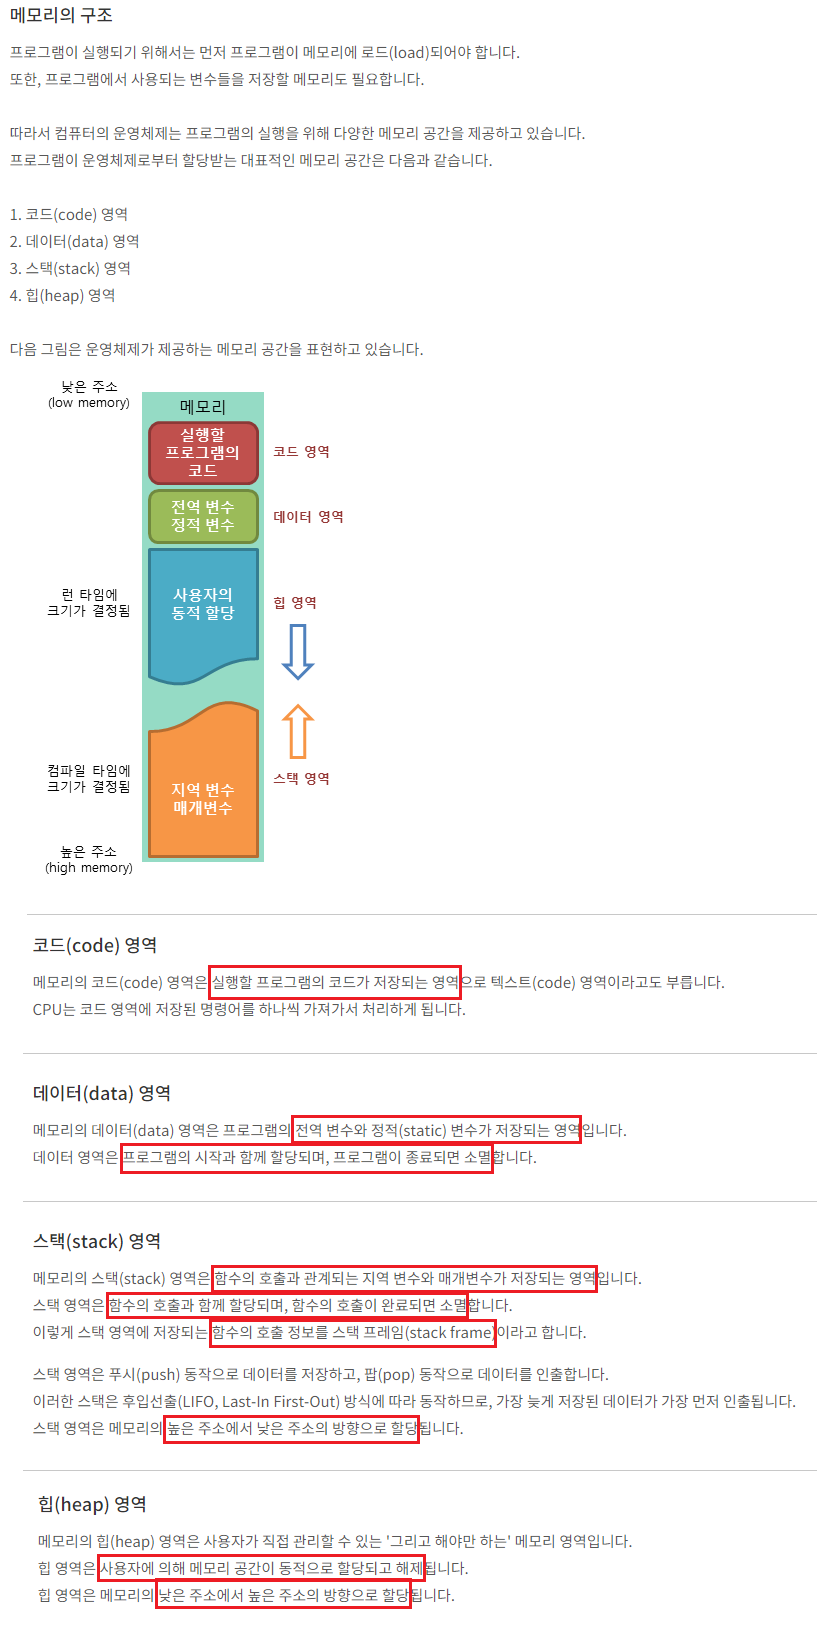 메모리의 구조
프로그램이 실행되기 위해서는 먼저 프로그램이 메모리에 로드(load)되어야 합니다.
또한, 프로그램에서 사용되는 변수들을 저장할 메모리도 필요합니다.
따라서 컴퓨터의 운영체제는 프로그램의 실행을 위해 다양한 메모리 공간을 제공하고 있습니다.
프로그램이 운영체제로부터 할당받는 대표적인 메모리 공간은 다음과 같습니다.
1. 코드(code) 영역
2. 데이터(data) 영역
3. 스택(stack) 영역
4. 힙(heap) 영역
다음 그림은 운영체제가 제공하는 메모리 공간을 표현하고 있습니다.
낮은 주소
(low memory)
메모리
실행할
프로그램의
코드
코드 영역
전역 변수
정적 변수
데이터 영역
런 타임에
크기가 결정됨
사용자의
동적 할당
힙 영역
컴파일 타임에
크기가 결정됨
지역 변수
매개변수
스택 영역
높은 주소
(high memory)
코드(code) 영역
메모리의 코드(code) 영역은 실행할 프로그램의 코드가 저장되는 영역으로 텍스트(code) 영역이라고도 부릅니다.
CPU는 코드 영역에 저장된 명령어를 하나씩 가져가서 처리하게 됩니다.
데이터(data) 영역
메모리의 데이터(data) 영역은 프로그램의 전역 변수와 정적(static) 변수가 저장되는 영역입니다.
데이터 영역은 프로그램의 시작과 함께 할당되며, 프로그램이 종료되면 소멸합니다.
스택(stack) 영역
메모리의 스택(stack) 영역은 함수의 호출과 관계되는 지역 변수와 매개변수가 저장되는 영역입니다.
스택 영역은 함수의 호출과 함께 할당되며, 함수의 호출이 완료되면 소멸합니다.
이렇게 스택 영역에 저장되는 함수의 호출 정보를 스택 프레임(stack frame)이라고 합니다.
스택 영역은 푸시(push) 동작으로 데이터를 저장하고, 팝(pop) 동작으로 데이터를 인출합니다.
이러한 스택은 후입선출(LIFO, Last-In First-Out) 방식에 따라 동작하므로, 가장 늦게 저장된 데이터가 가장 먼저 인출됩니다.
스택 영역은 메모리의 높은 주소에서 낮은 주소의 방향으로 할당됩니다.
힙(heap) 영역
메모리의 힙(heap) 영역은 사용자가 직접 관리할 수 있는 '그리고 해야만 하는' 메모리 영역입니다.
힙 영역은 사용자에 의해 메모리 공간이 동적으로 할당되고 해제됩니다.
힙 영역은 메모리의 낮은 주소에서 높은 주소의 방향으로 할당됩니다.